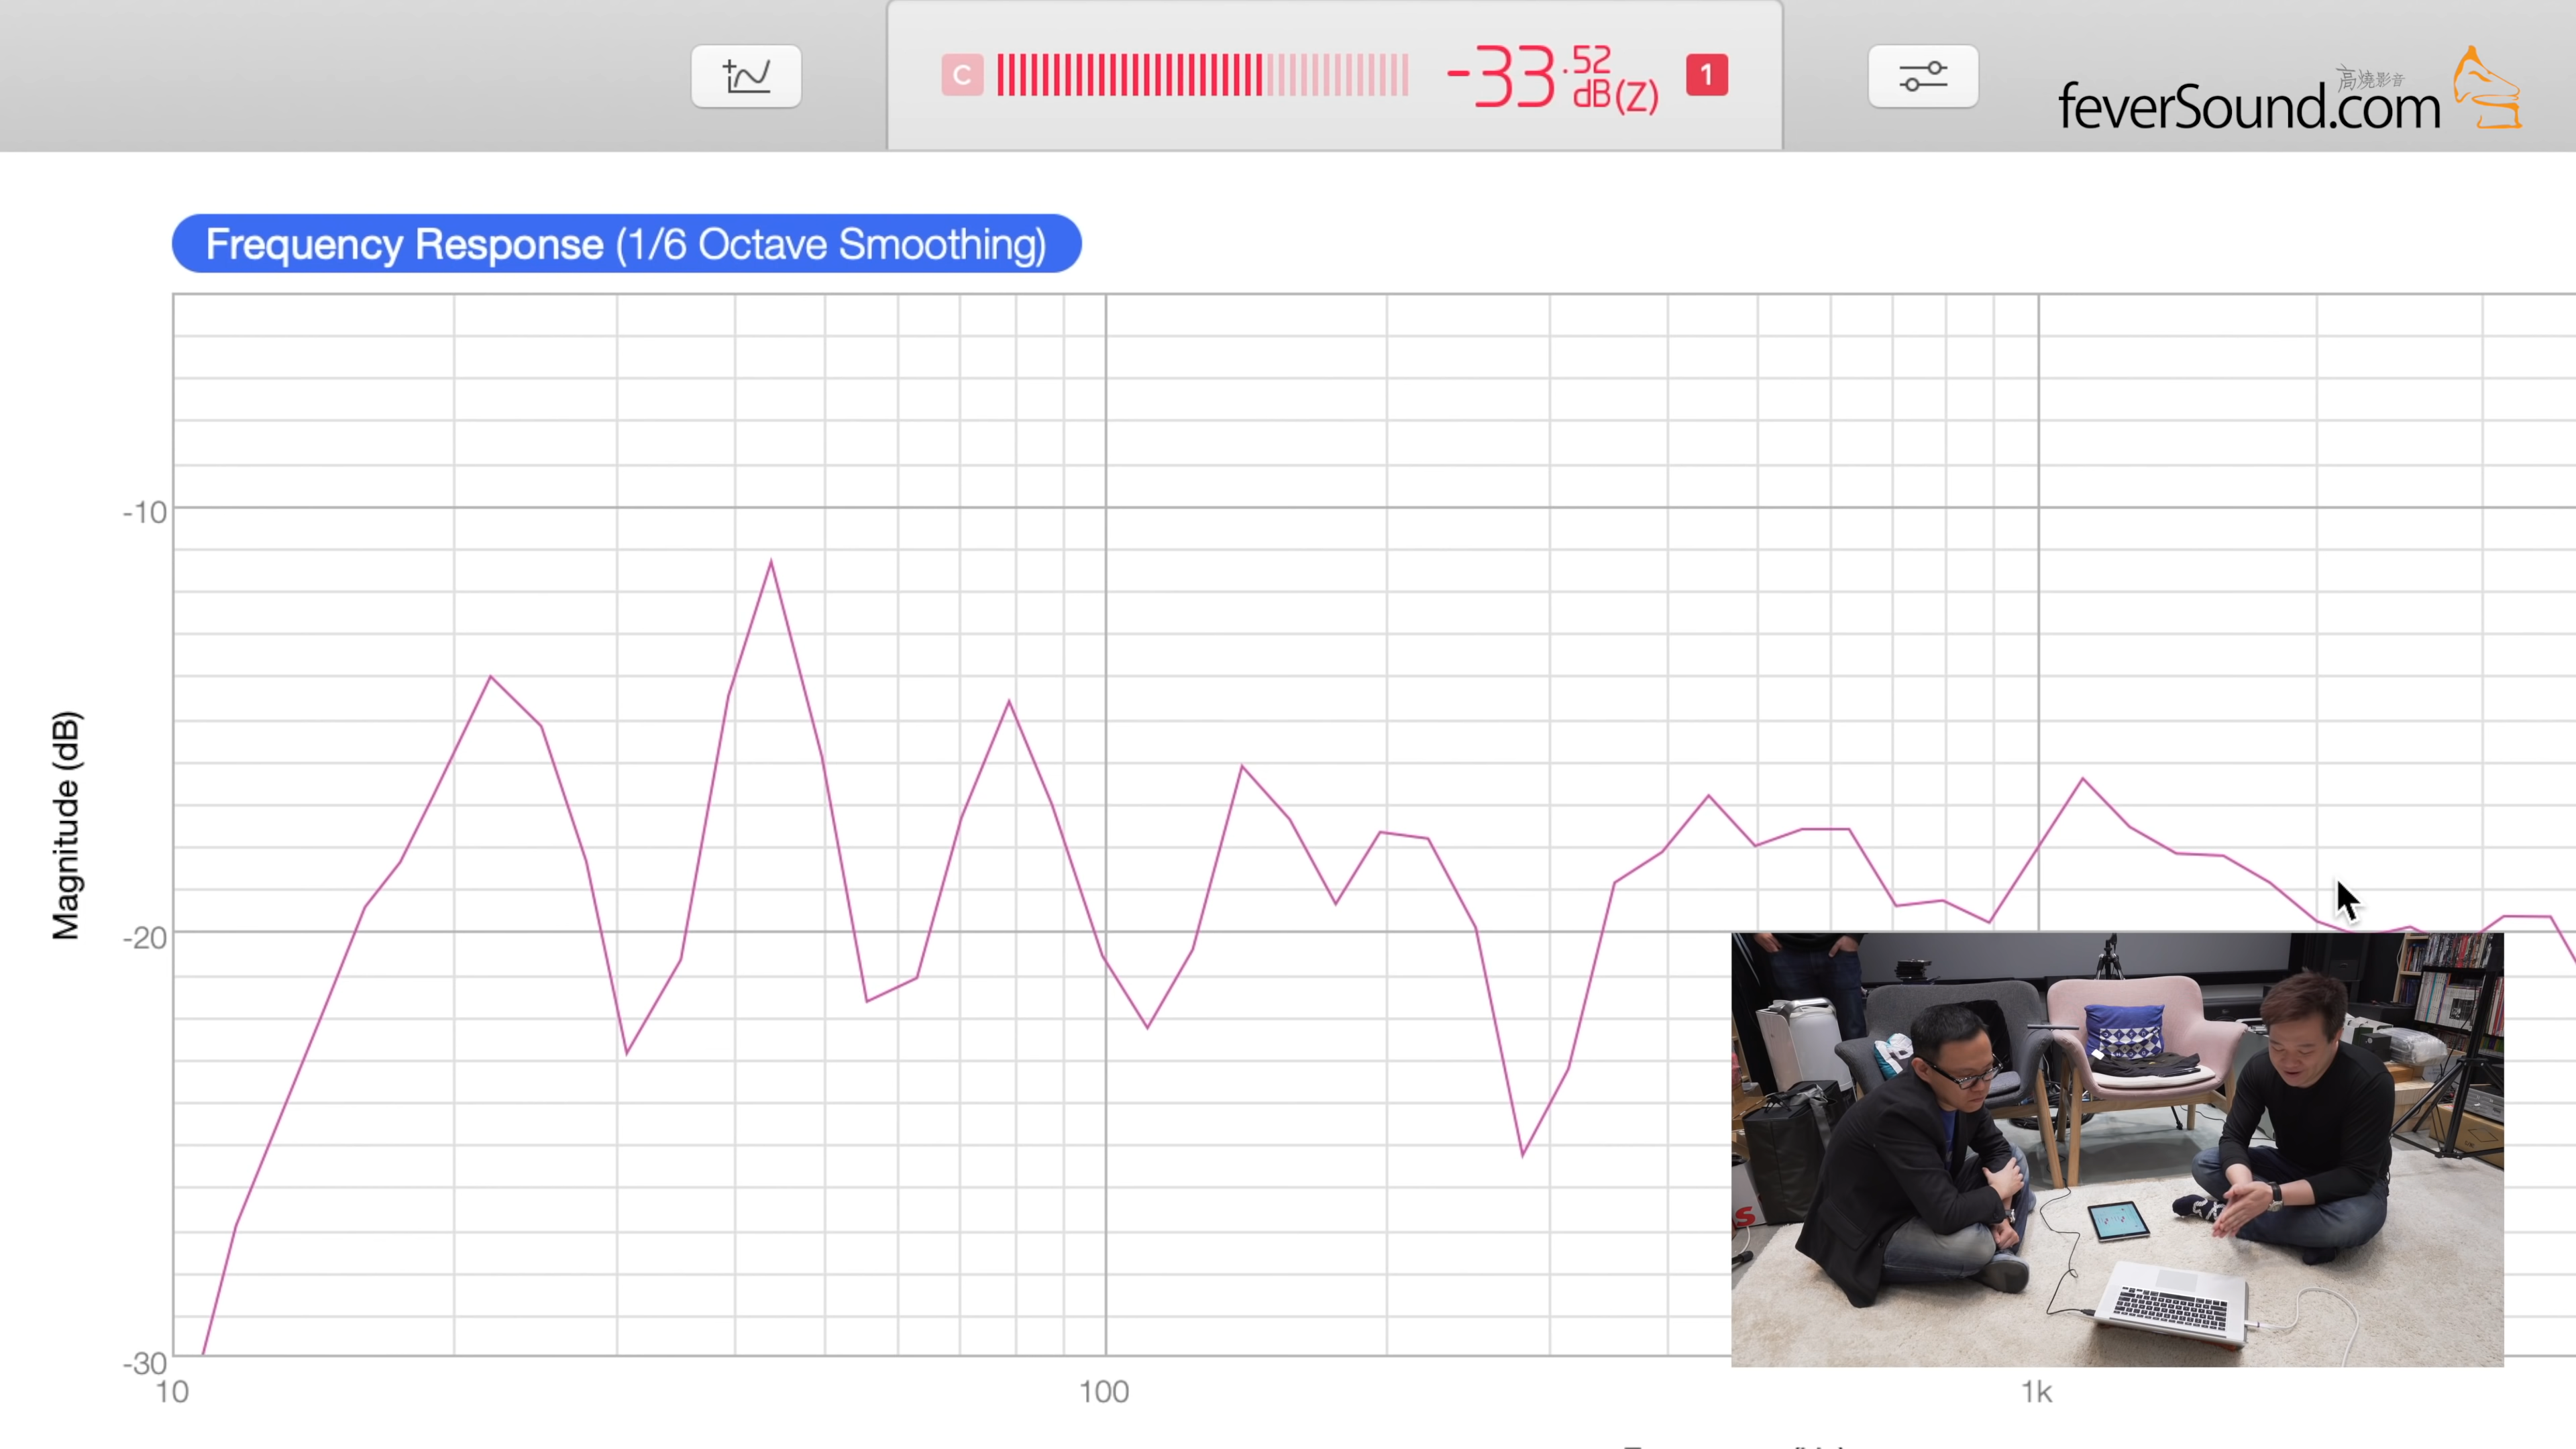 C
-33.52 dB(Z)
1
高燒影音
feverSound.com
Frequency Response (1/6 Octave Smoothing)
Magnitude (dB)
-10
-20
-30
10
100
1k